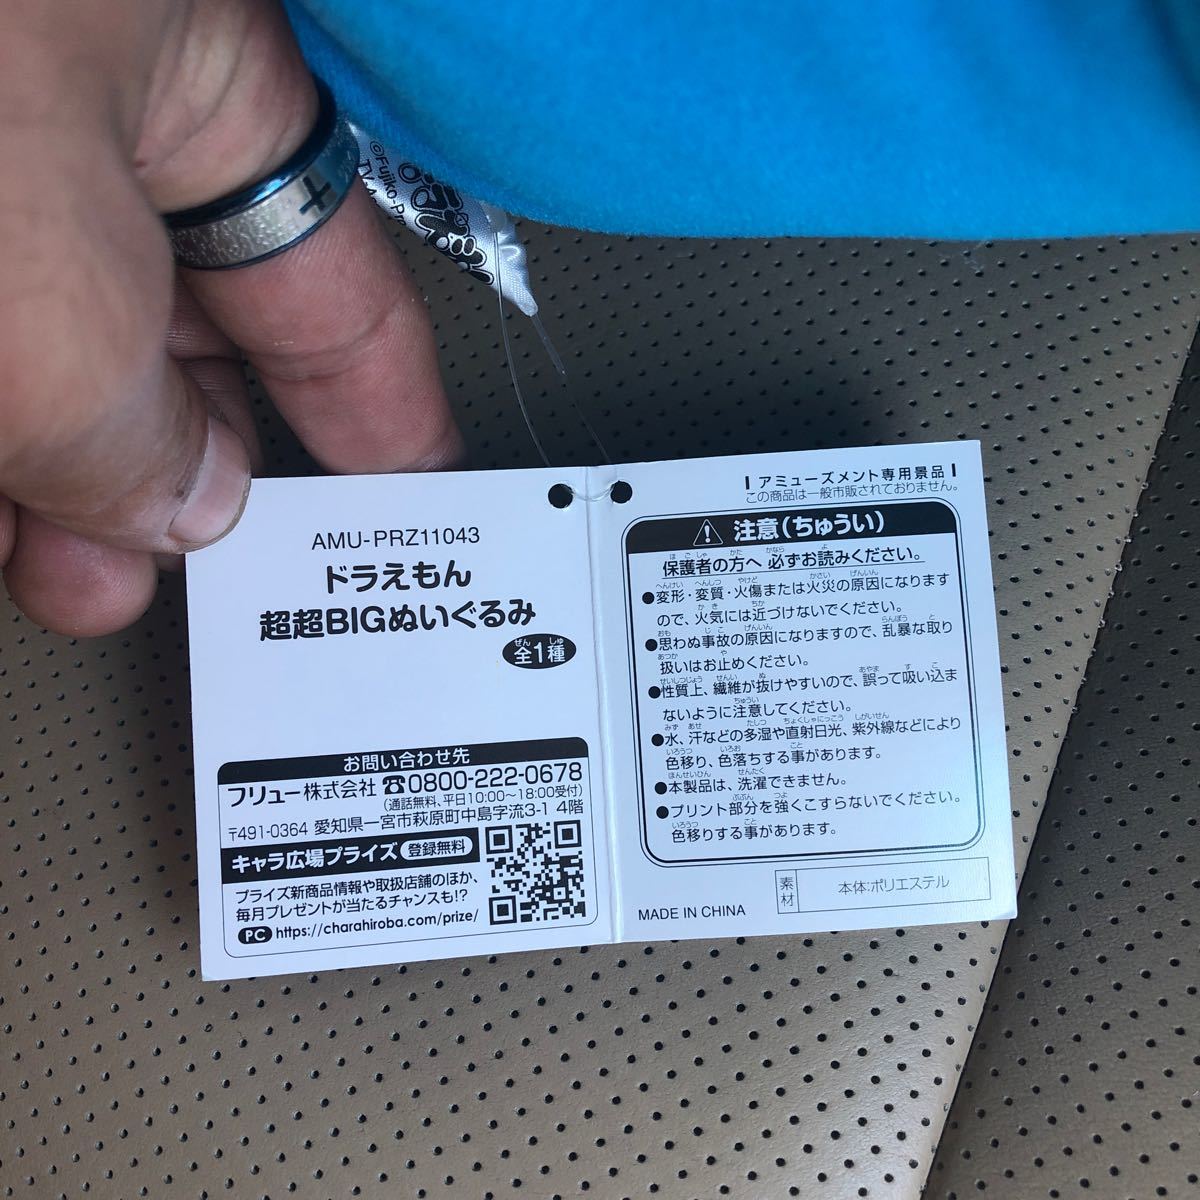 ©Fujiko-Pro
AMU-PRZ11043
ドラえもん
超超BIGぬいぐるみ
全1種
お問い合わせ先
フリュー株式会社 ☎0800-222-0678
(通話無料、平日10:00〜18:00受付)
〒491-0364 愛知県一宮市萩原町中島字流3-1 4階
キャラ広場プライズ 登録無料
プライズ新商品情報や取扱店舗のほか、
毎月プレゼントが当たるチャンスも!?
PC https://charahiroba.com/prize/
アミューズメント専用景品
この商品は一般市販されておりません。
注意(ちゅうい)
保護者の方へ 必ずお読みください。
●変形・変質・火傷または火災の原因になります
ので、火気には近づけないでください。
●思わぬ事故の原因になりますので、乱暴な取り
扱いはお止めください。
●性質上、繊維が抜けやすいので、誤って吸い込ま
ないように注意してください。
●水、汗などの多湿や直射日光、紫外線などにより
色移り、色落ちする事があります。
●本製品は、洗濯できません。
●プリント部分を強くこすらないでください。
色移りする事があります。
素材 本体:ポリエステル
MADE IN CHINA